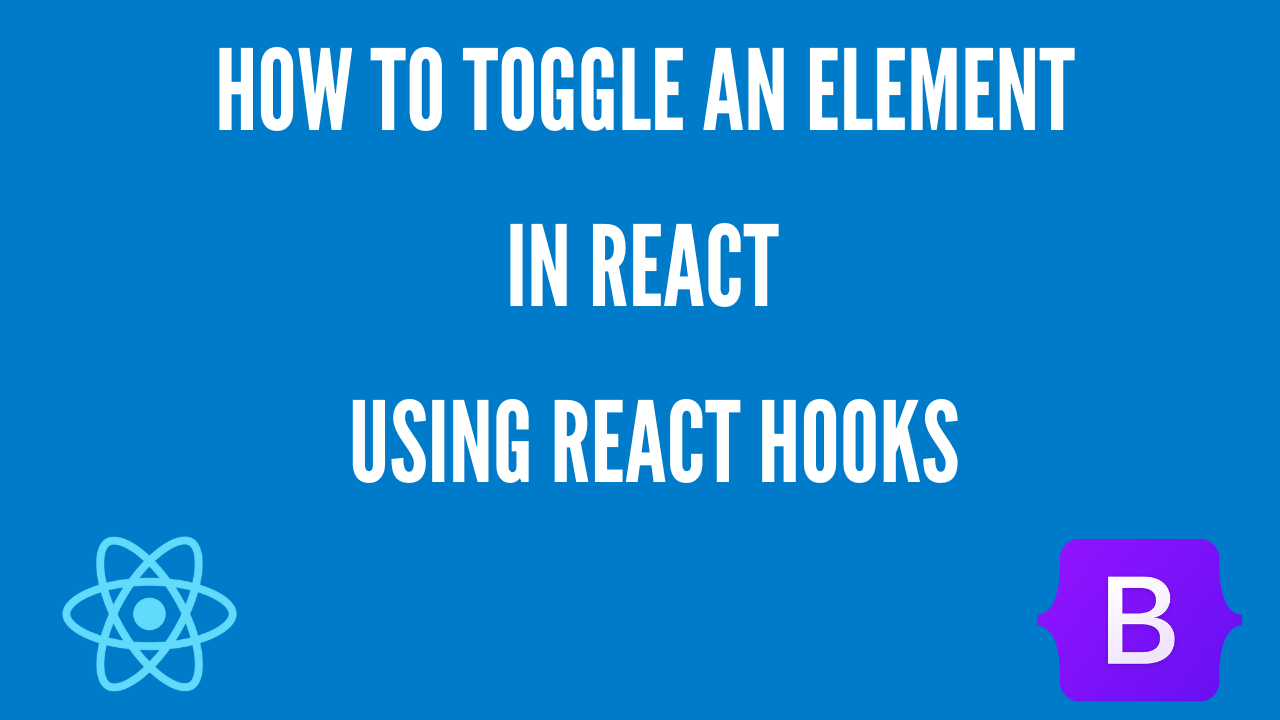 HOW TO TOGGLE AN ELEMENT
IN REACT
USING REACT HOOKS
B